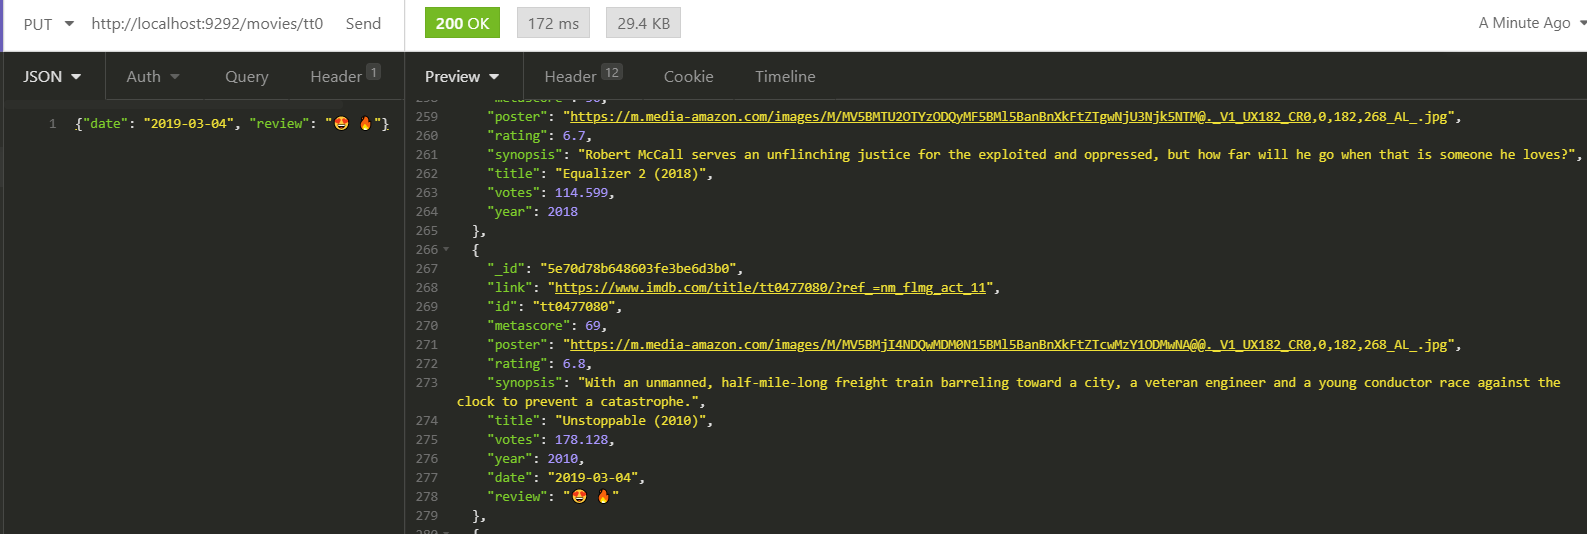 PUT http://localhost:9292/movies/tt0 Send 200 OK 172 ms 29.4 KB A Minute Ago
JSON Auth Query Header 1 Preview Header 12 Cookie Timeline
1 {"date": "2019-03-04", "review": "🤩 🔥"}
259 "poster": "https://m.media-amazon.com/images/M/MV5BMTU2OTYzODQyMF5BMl5BanBnXkFtZTgwNjU3Njk5NTM@._V1_UX182_CR0,0,182,268_AL_.jpg",
260 "rating": 6.7,
261 "synopsis": "Robert McCall serves an unflinching justice for the exploited and oppressed, but how far will he go when that is someone he loves?",
262 "title": "Equalizer 2 (2018)",
263 "votes": 114.599,
264 "year": 2018
265 },
266 {
267 "_id": "5e70d78b648603fe3be6d3b0",
268 "link": "https://www.imdb.com/title/tt0477080/?ref_=nm_flmg_act_11",
269 "id": "tt0477080",
270 "metascore": 69,
271 "poster": "https://m.media-amazon.com/images/M/MV5BMjI4NDQwMDM0N15BMl5BanBnXkFtZTcwMzY1ODMwNA@@._V1_UX182_CR0,0,182,268_AL_.jpg",
272 "rating": 6.8,
273 "synopsis": "With an unmanned, half-mile-long freight train barreling toward a city, a veteran engineer and a young conductor race against the
clock to prevent a catastrophe.",
274 "title": "Unstoppable (2010)",
275 "votes": 178.128,
276 "year": 2010,
277 "date": "2019-03-04",
278 "review": "🤩 🔥"
279 },